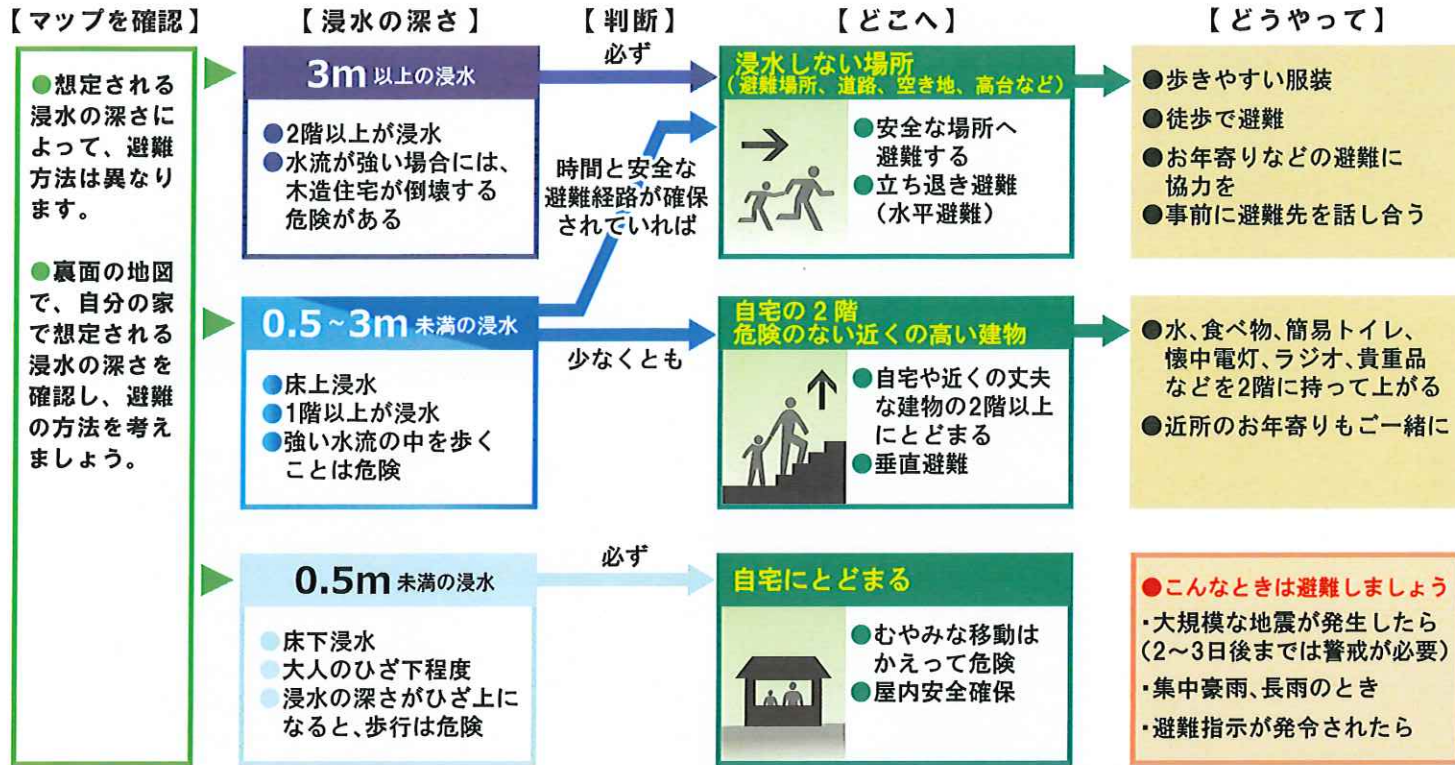 【マップを確認】
●想定される
浸水の深さに
よって、避難
方法は異なり
ます。
●裏面の地図
で、自分の家
で想定される
浸水の深さを
確認し、避難
の方法を考え
ましょう。
【浸水の深さ】
3m 以上の浸水
●2階以上が浸水
●水流が強い場合には、
木造住宅が倒壊する
危険がある
0.5~3m 未満の浸水
●床上浸水
●1階以上が浸水
●強い水流の中を歩く
ことは危険
0.5m 未満の浸水
●床下浸水
●大人のひざ下程度
●浸水の深さがひざ上に
なると、歩行は危険
【判断】
必ず
時間と安全な
避難経路が確保
されていれば
少なくとも
必ず
【どこへ】
浸水しない場所
(避難場所、道路、空き地、高台など)
●安全な場所へ
避難する
●立ち退き避難
(水平避難)
自宅の2階
危険のない近くの高い建物
●自宅や近くの丈夫
な建物の2階以上
にとどまる
●垂直避難
自宅にとどまる
●むやみな移動は
かえって危険
●屋内安全確保
【どうやって】
●歩きやすい服装
●徒歩で避難
●お年寄りなどの避難に
協力を
●事前に避難先を話し合う
●水、食べ物、簡易トイレ、
懐中電灯、ラジオ、貴重品
などを2階に持って上がる
●近所のお年寄りもご一緒に
●こんなときは避難しましょう
・大規模な地震が発生したら
(2～3日後までは警戒が必要)
・集中豪雨、長雨のとき
・避難指示が発令されたら